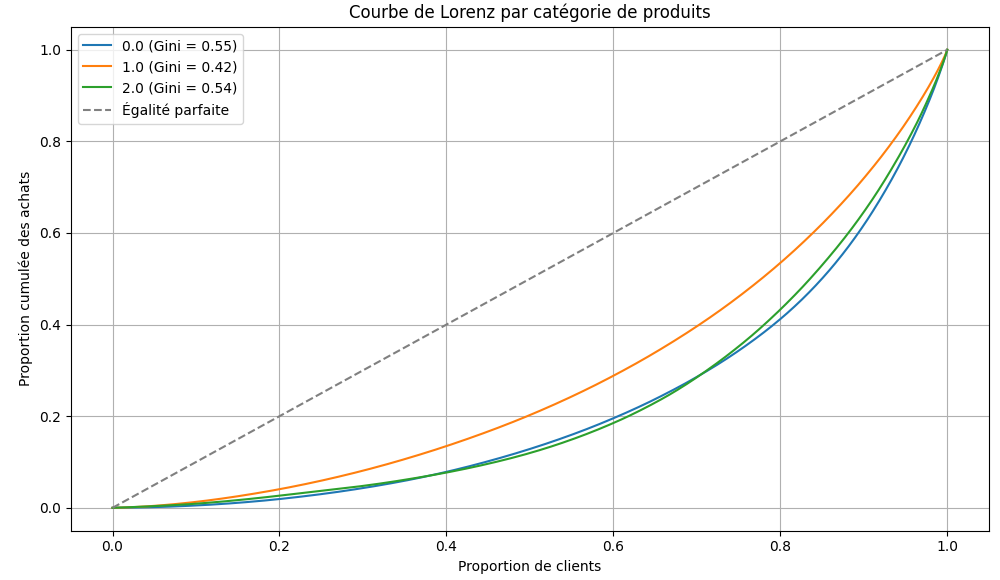 Courbe de Lorenz par catégorie de produits
0.0 (Gini = 0.55)
1.0 (Gini = 0.42)
2.0 (Gini = 0.54)
Égalité parfaite
Proportion cumulée des achats
1.0
0.8
0.6
0.4
0.2
0.0
0.0 0.2 0.4 0.6 0.8 1.0
Proportion de clients